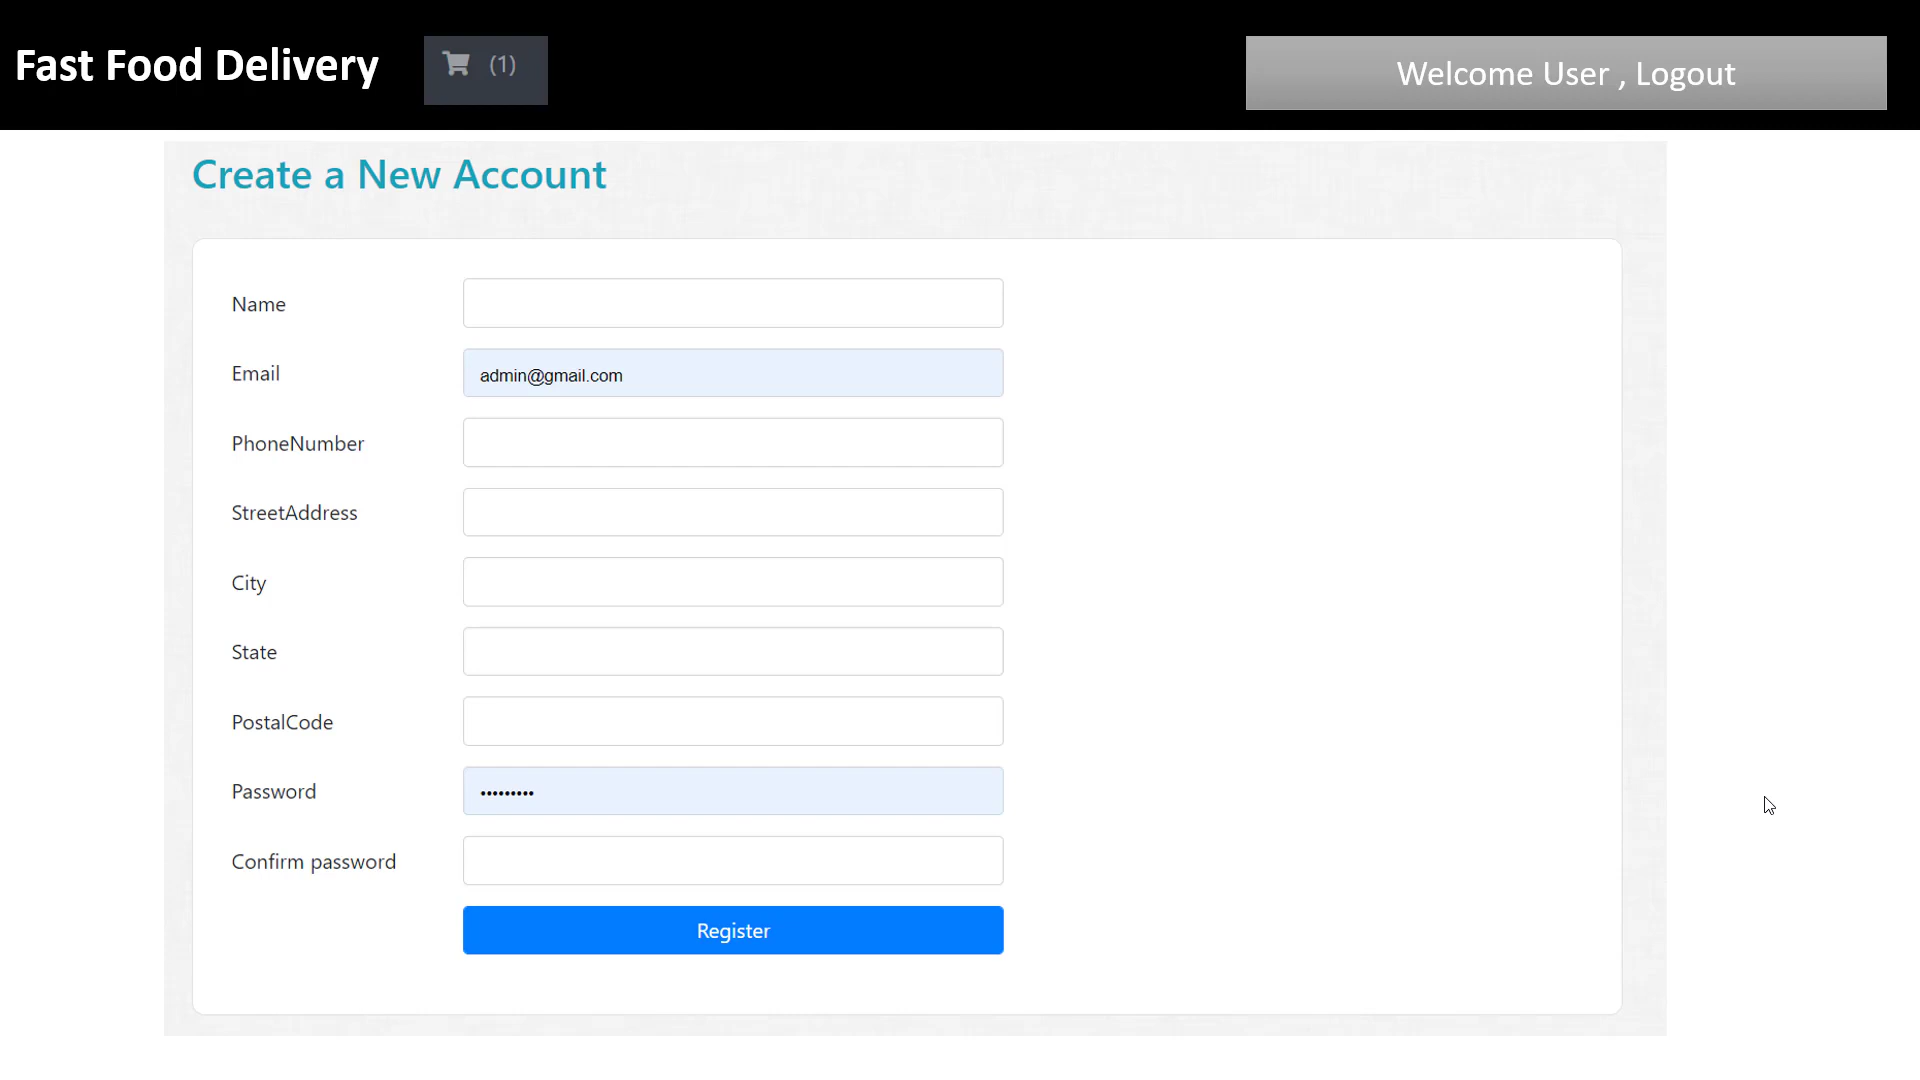 Fast Food Delivery
(1)
Welcome User , Logout
Create a New Account
Name
Email
admin@gmail.com
PhoneNumber
StreetAddress
City
State
PostalCode
Password
•••••••••
Confirm password
Register